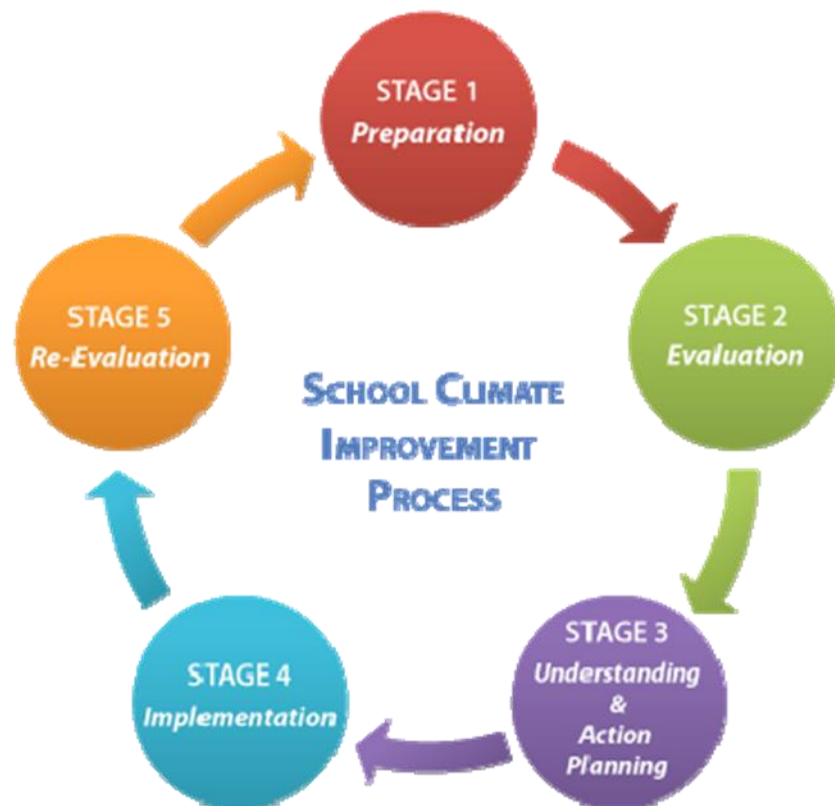 STAGE 1
Preparation
STAGE 2
Evaluation
STAGE 3
Understanding
&
Action
Planning
STAGE 4
Implementation
STAGE 5
Re-Evaluation
SCHOOL CLIMATE
IMPROVEMENT
PROCESS